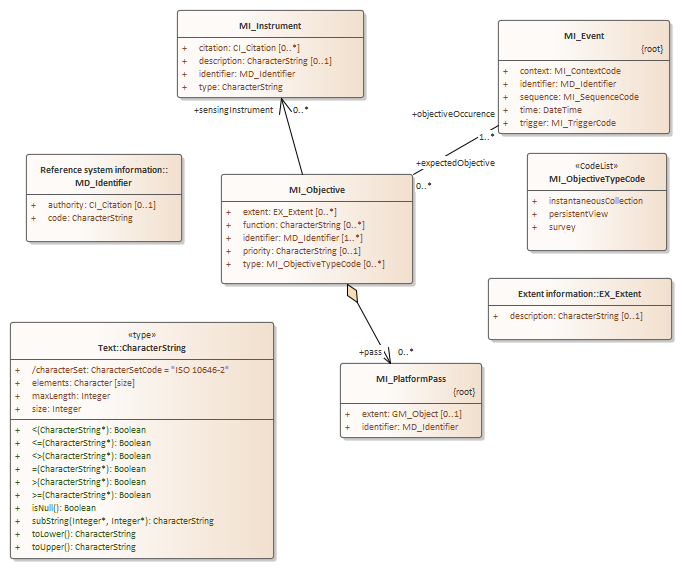 MI_Instrument
+ citation: CI_Citation [0..*]
+ description: CharacterString [0..1]
+ identifier: MD_Identifier
+ type: CharacterString
MI_Event
{root}
+ context: MI_ContextCode
+ identifier: MD_Identifier
+ sequence: MI_SequenceCode
+ time: DateTime
+ trigger: MI_TriggerCode
+sensingInstrument
0..*
+objectiveOccurence
1..*
+expectedObjective
0..*
Reference system information::
MD_Identifier
+ authority: CI_Citation [0..1]
+ code: CharacterString
MI_Objective
+ extent: EX_Extent [0..*]
+ function: CharacterString [0..*]
+ identifier: MD_Identifier [1..*]
+ priority: CharacterString [0..1]
+ type: MI_ObjectiveTypeCode [0..*]
«CodeList»
MI_ObjectiveTypeCode
+ instantaneousCollection
+ persistentView
+ survey
Extent information::EX_Extent
+ description: CharacterString [0..1]
«type»
Text::CharacterString
+ /characterSet: CharacterSetCode = "ISO 10646-2"
+ elements: Character [size]
+ maxLength: Integer
+ size: Integer
+ <(CharacterString*): Boolean
+ <=(CharacterString*): Boolean
+ <>(CharacterString*): Boolean
+ =(CharacterString*): Boolean
+ >(CharacterString*): Boolean
+ >=(CharacterString*): Boolean
+ isNull(): Boolean
+ subString(Integer*, Integer*): CharacterString
+ toLower(): CharacterString
+ toUpper(): CharacterString
+pass
0..*
MI_PlatformPass
{root}
+ extent: GM_Object [0..1]
+ identifier: MD_Identifier